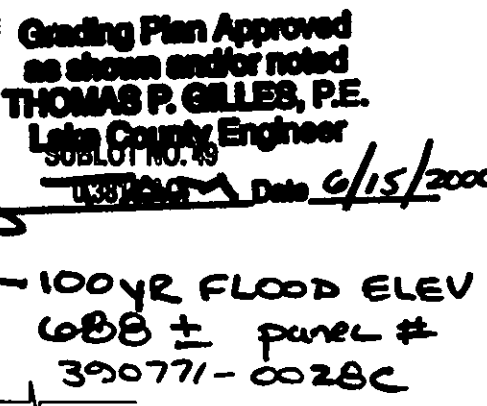 Grading Plan Approved
as shown and/or noted
THOMAS P. GILLES, P.E.
Lake County Engineer
SUBLOT NO. 49
Date 6/15/2000
100 YR FLOOD ELEV
688 ± panel #
390771-0028C